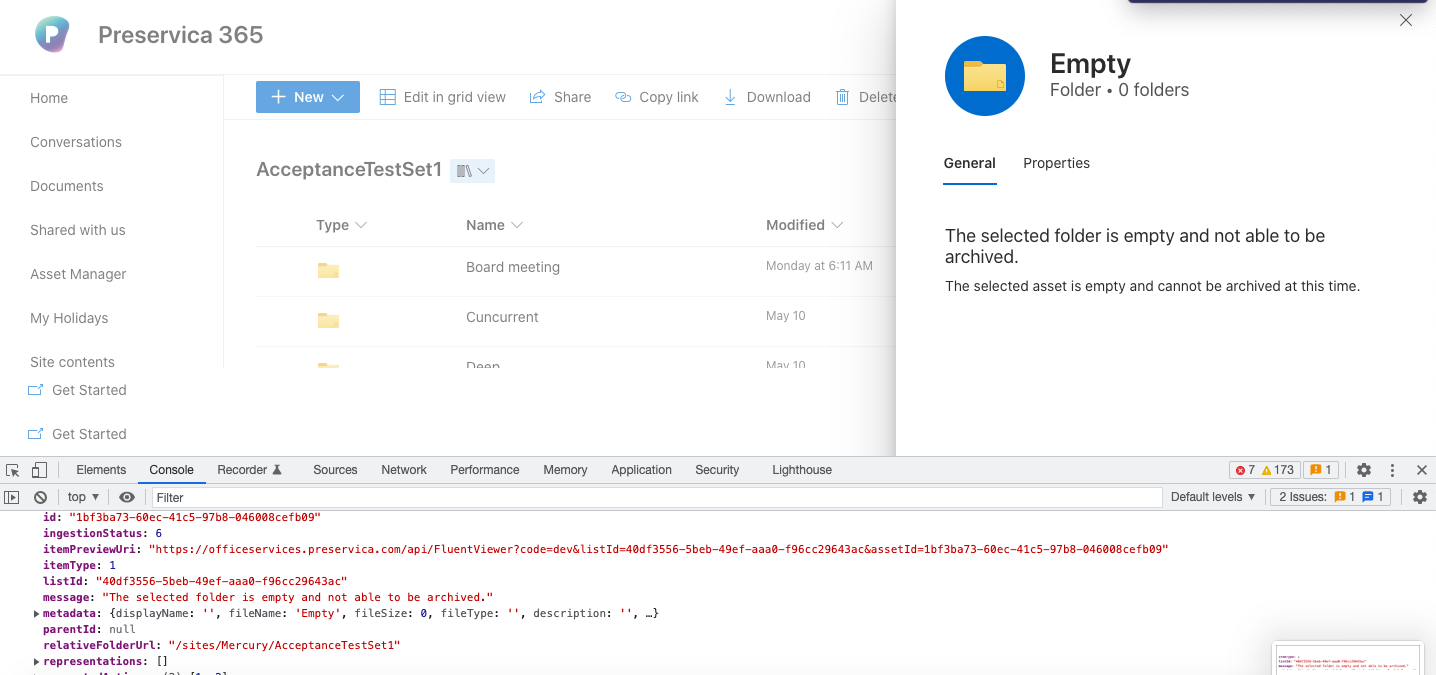 P Preservica 365
Home
Conversations
Documents
Shared with us
Asset Manager
My Holidays
Site contents
Get Started
Get Started
New Edit in grid view Share Copy link Download Delete
AcceptanceTestSet1
Type Name Modified
Board meeting Monday at 6:11 AM
Cuncurrent May 10
Deep May 10
Empty
Folder • 0 folders
General Properties
The selected folder is empty and not able to be
archived.
The selected asset is empty and cannot be archived at this time.
Elements Console Recorder Sources Network Performance Memory Application Security Lighthouse 7 173 1
top Filter Default levels 2 Issues: 1 1
id: "1bf3ba73-60ec-41c5-97b8-046008cefb09"
ingestionStatus: 6
itemPreviewUri: "https://officeservices.preservica.com/api/FluentViewer?code=dev&listId=40df3556-5beb-49ef-aaa0-f96cc29643ac&assetId=1bf3ba73-60ec-41c5-97b8-046008cefb09"
itemType: 1
listId: "40df3556-5beb-49ef-aaa0-f96cc29643ac"
message: "The selected folder is empty and not able to be archived."
metadata: {displayName: '', fileName: 'Empty', fileSize: 0, fileType: '', description: '', …}
parentId: null
relativeFolderUrl: "/sites/Mercury/AcceptanceTestSet1"
representations: []